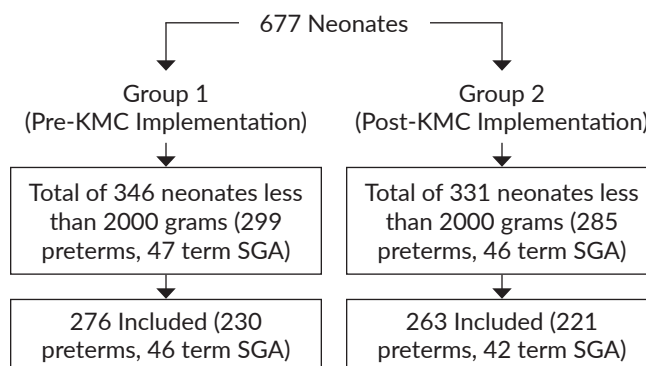 677 Neonates
Group 1
(Pre-KMC Implementation)
Group 2
(Post-KMC Implementation)
Total of 346 neonates less
than 2000 grams (299
preterms, 47 term SGA)
Total of 331 neonates less
than 2000 grams (285
preterms, 46 term SGA)
276 Included (230
preterms, 46 term SGA)
263 Included (221
preterms, 42 term SGA)